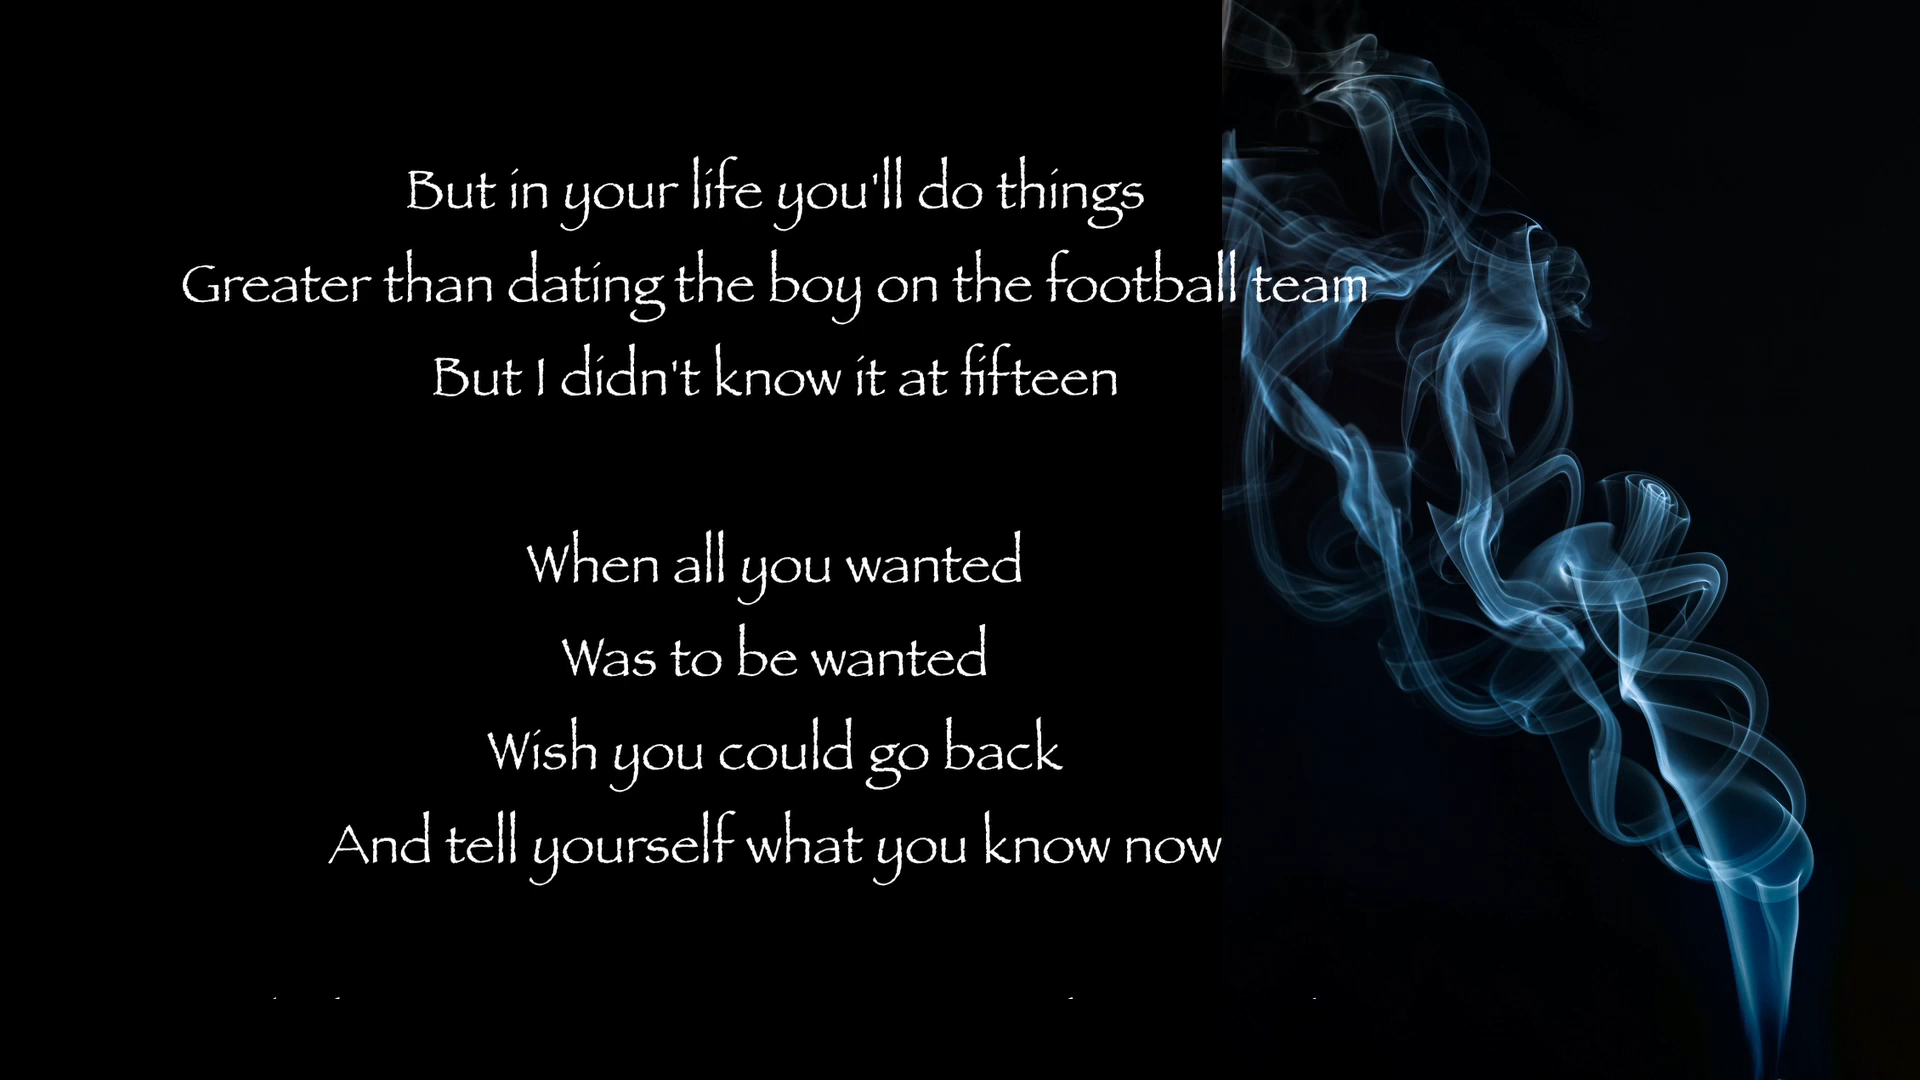 But in your life you'll do things
Greater than dating the boy on the football team
But I didn't know it at fifteen
When all you wanted
Was to be wanted
Wish you could go back
And tell yourself what you know now